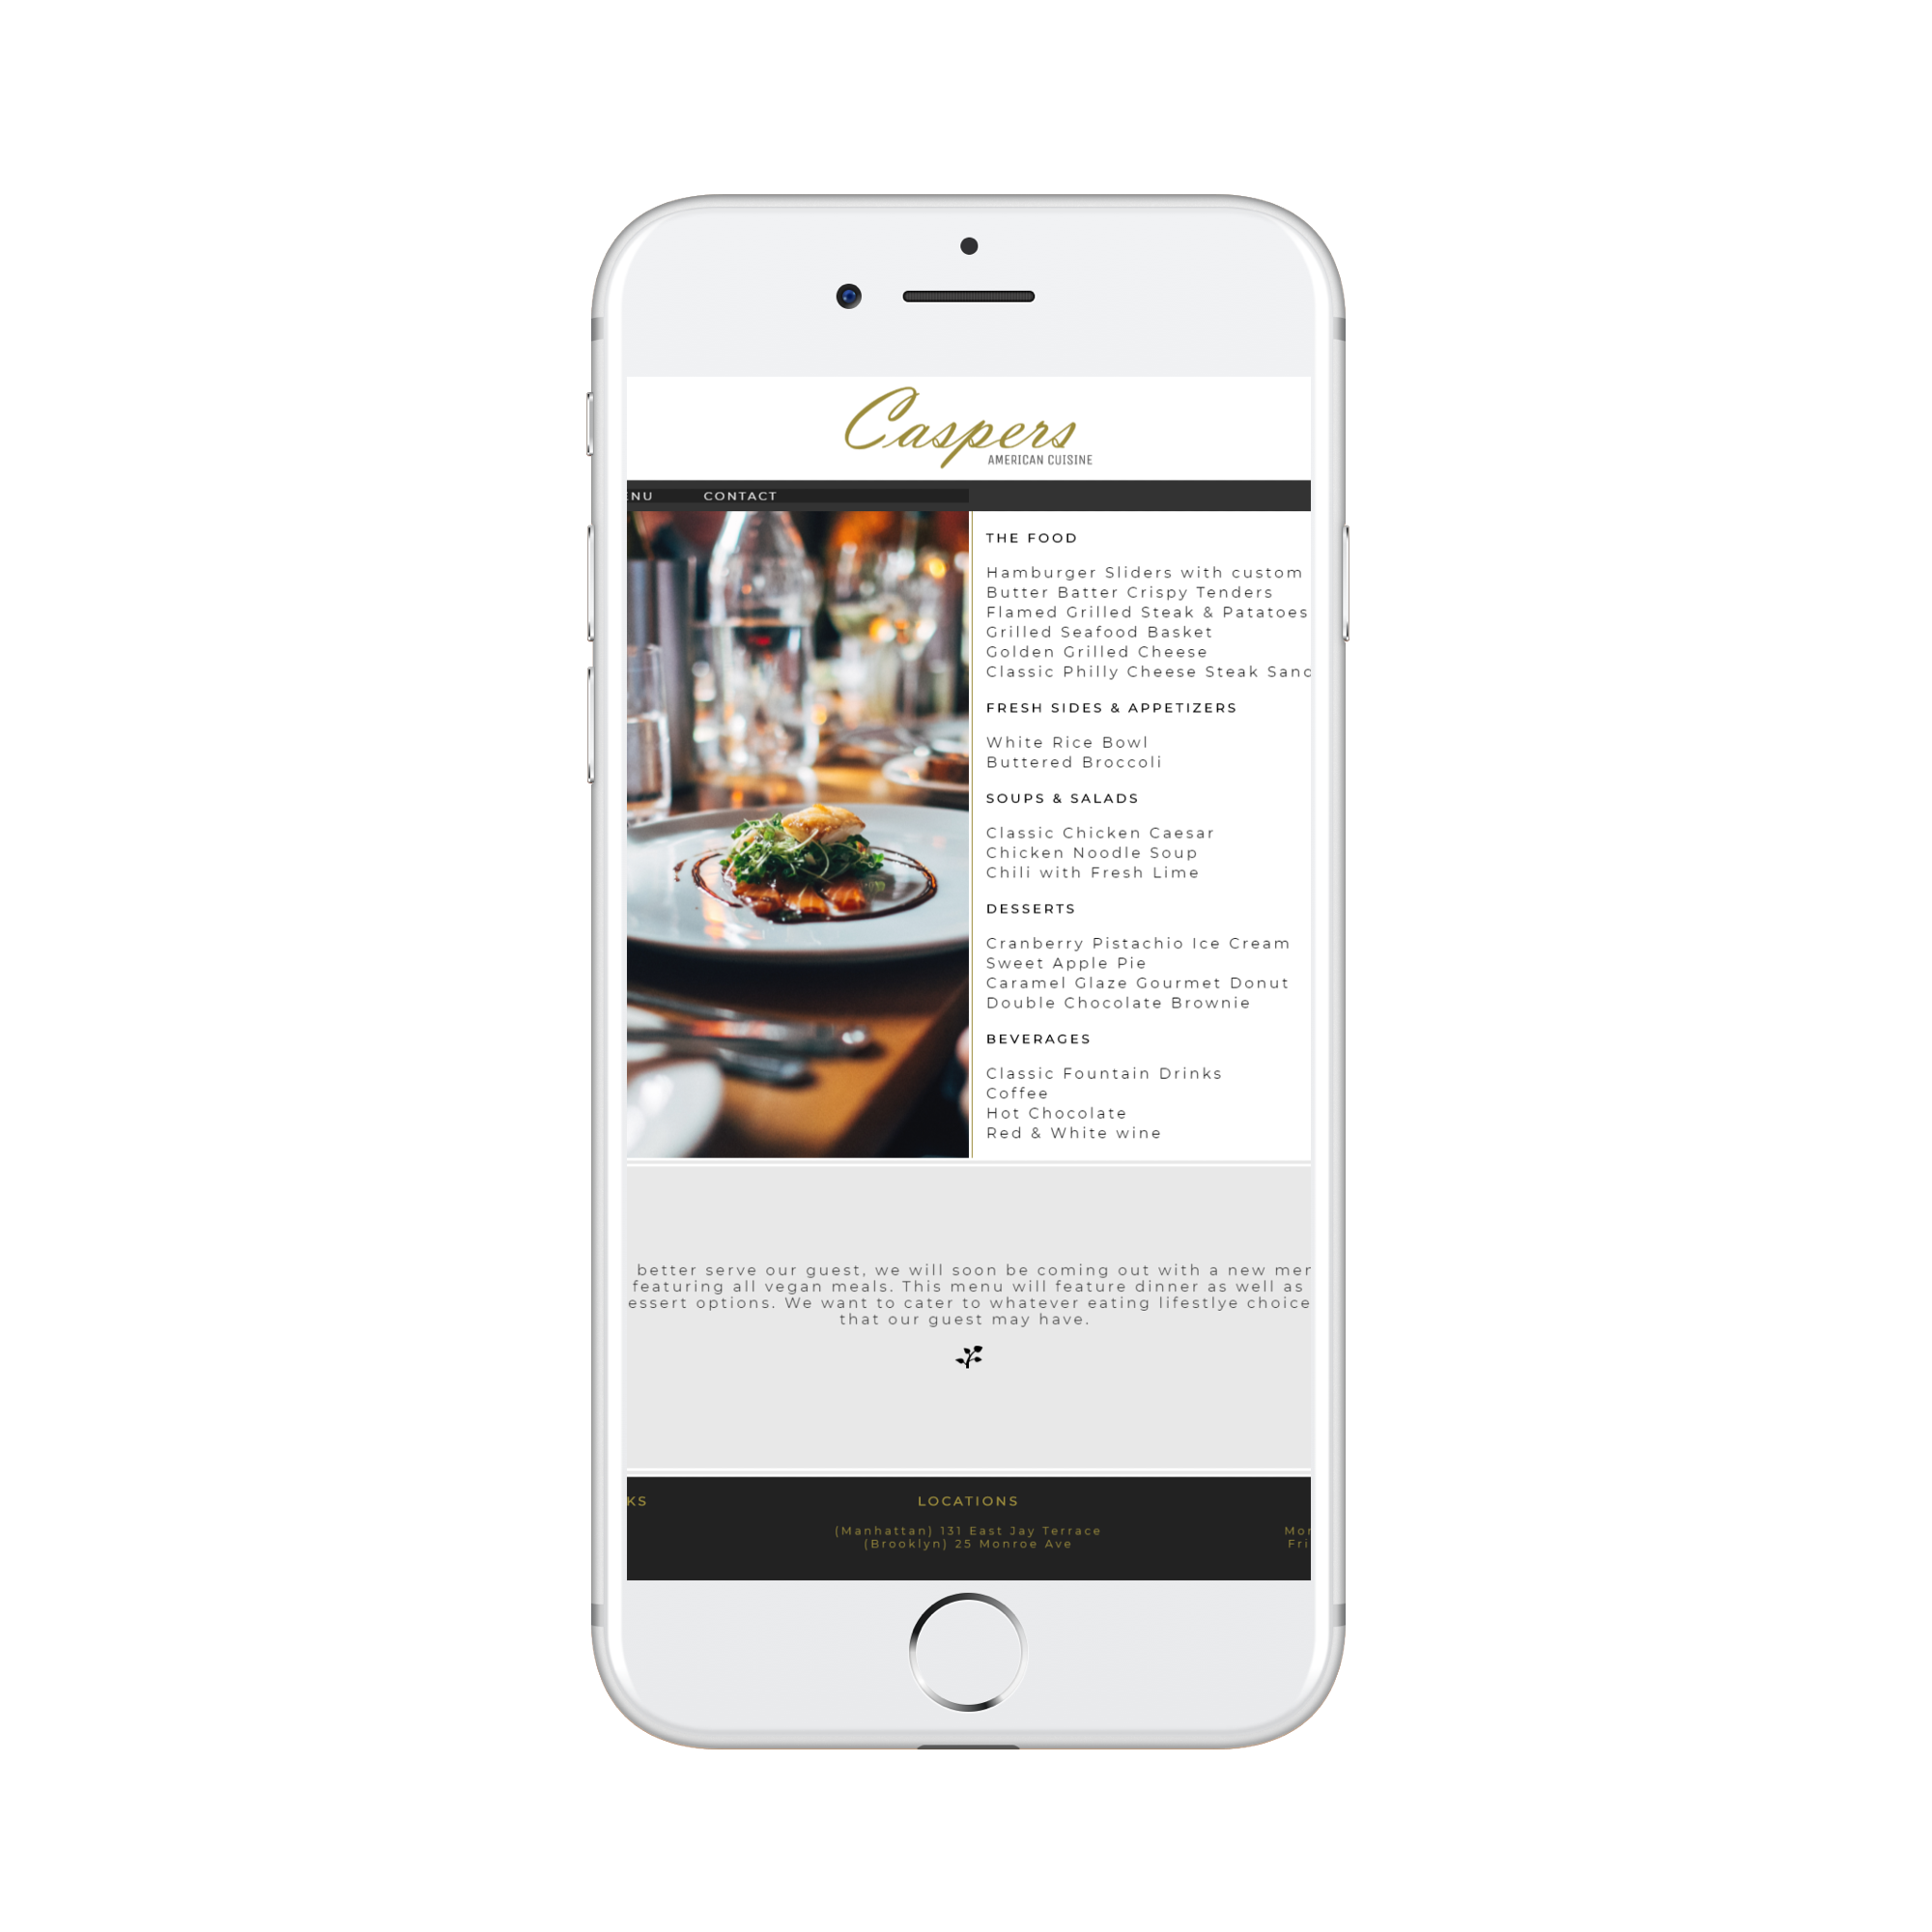 Caspers
AMERICAN CUISINE
ENU CONTACT
THE FOOD
Hamburger Sliders with custom
Butter Batter Crispy Tenders
Flamed Grilled Steak & Patatoes
Grilled Seafood Basket
Golden Grilled Cheese
Classic Philly Cheese Steak Sand
FRESH SIDES & APPETIZERS
White Rice Bowl
Buttered Broccoli
SOUPS & SALADS
Classic Chicken Caesar
Chicken Noodle Soup
Chili with Fresh Lime
DESSERTS
Cranberry Pistachio Ice Cream
Sweet Apple Pie
Caramel Glaze Gourmet Donut
Double Chocolate Brownie
BEVERAGES
Classic Fountain Drinks
Coffee
Hot Chocolate
Red & White wine
better serve our guest, we will soon be coming out with a new men
featuring all vegan meals. This menu will feature dinner as well as
essert options. We want to cater to whatever eating lifestlye choice
that our guest may have.
KS
LOCATIONS
(Manhattan) 131 East Jay Terrace
(Brooklyn) 25 Monroe Ave
Mon
Fri